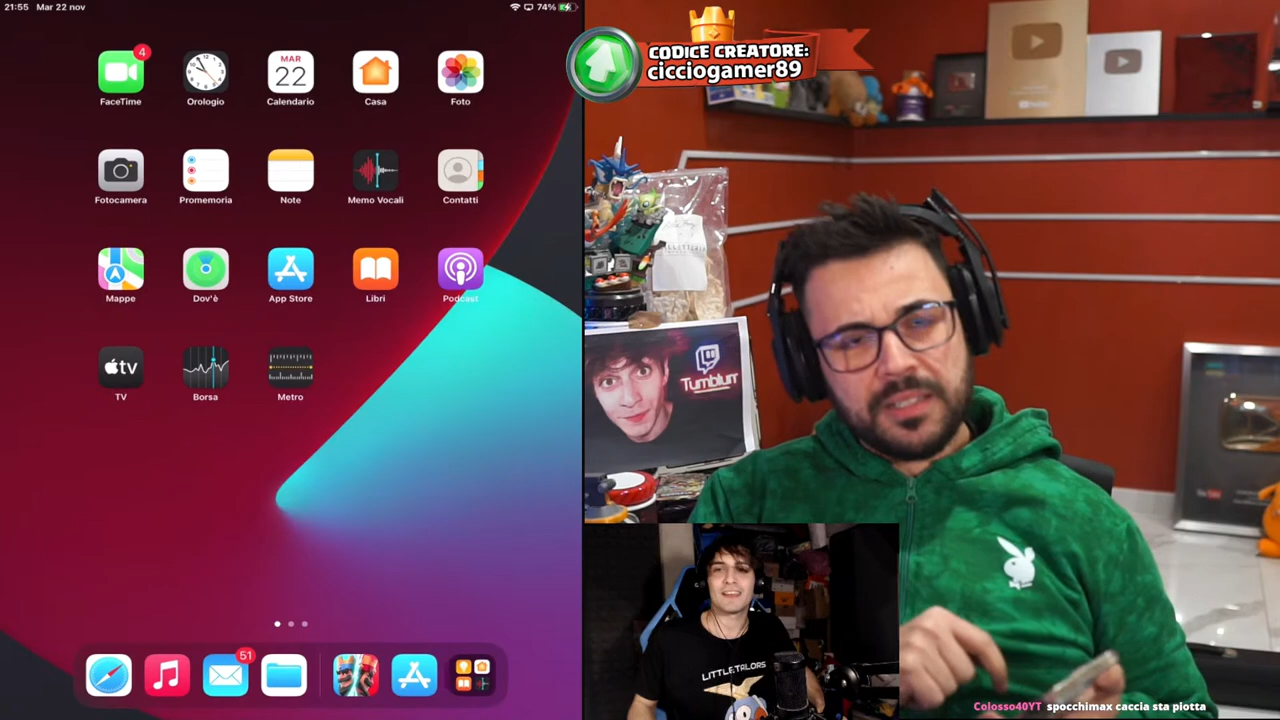 21:55 Mar 22 nov
74%
4
MAR
22
FaceTime
Orologio
Calendario
Casa
Foto
Fotocamera
Promemoria
Note
Memo Vocali
Contatti
Mappe
Dov'è
App Store
Libri
Podcast
tv
TV
Borsa
Metro
51
CODICE CREATORE:
cicciogamer89
Tumblurr
LITTLE TAILORS
Colosso40YT spocchimax caccia sta piotta